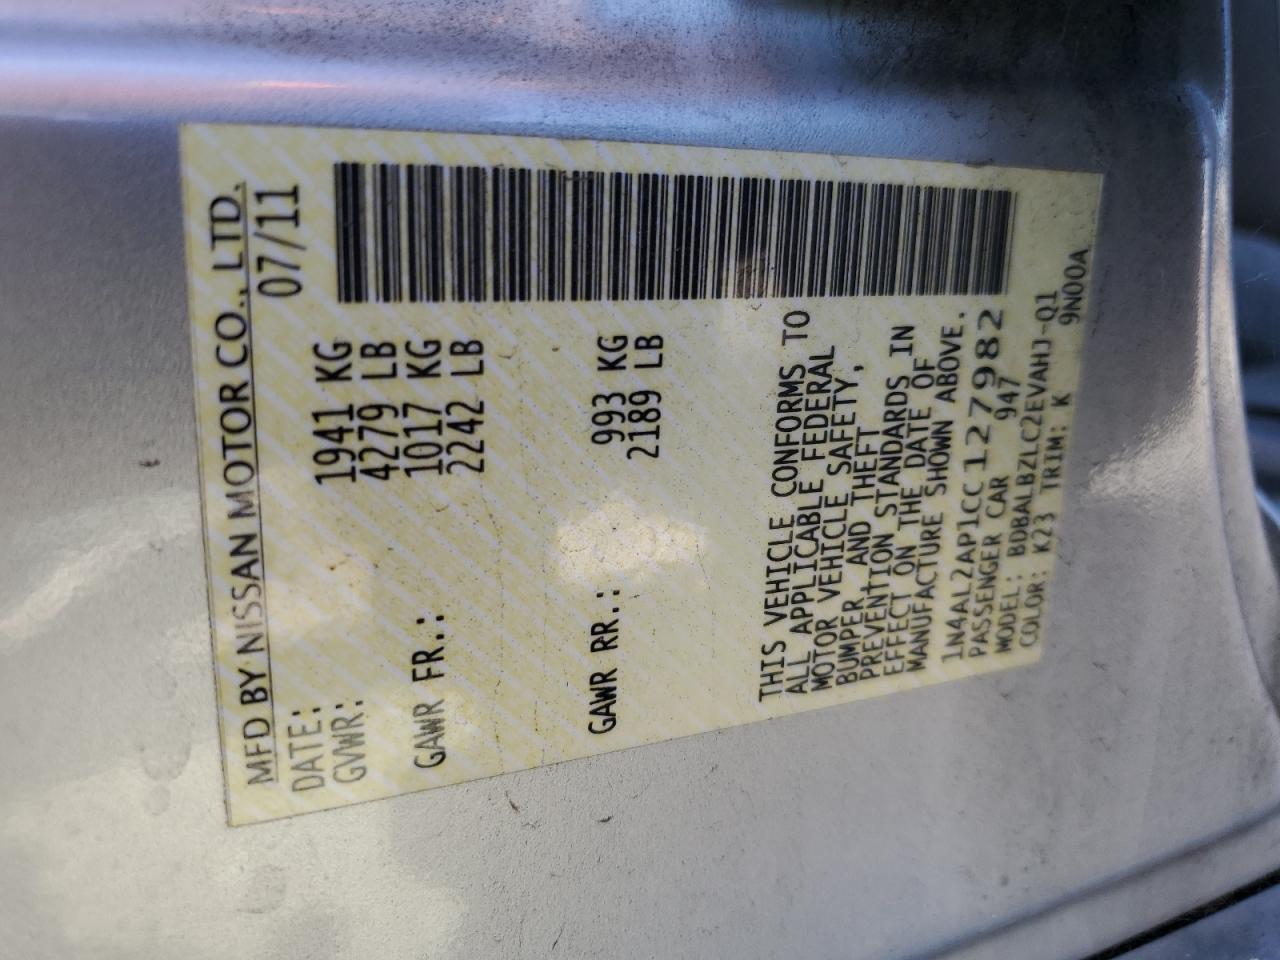 MFD BY NISSAN MOTOR CO., LTD.
DATE: 07/11
GVWR: 1941 KG
4279 LB
GAWR FR.: 1017 KG
2242 LB
GAWR RR.: 993 KG
2189 LB
THIS VEHICLE CONFORMS TO
ALL APPLICABLE FEDERAL
MOTOR VEHICLE SAFETY,
BUMPER AND THEFT
PREVENTION STANDARDS IN
EFFECT ON THE DATE OF
MANUFACTURE SHOWN ABOVE.
1N4AL2AP1CC127982
PASSENGER CAR 947
MODEL: BDBALBZLC2EVAHJ-Q1
COLOR: K23 TRIM: K 9N00A